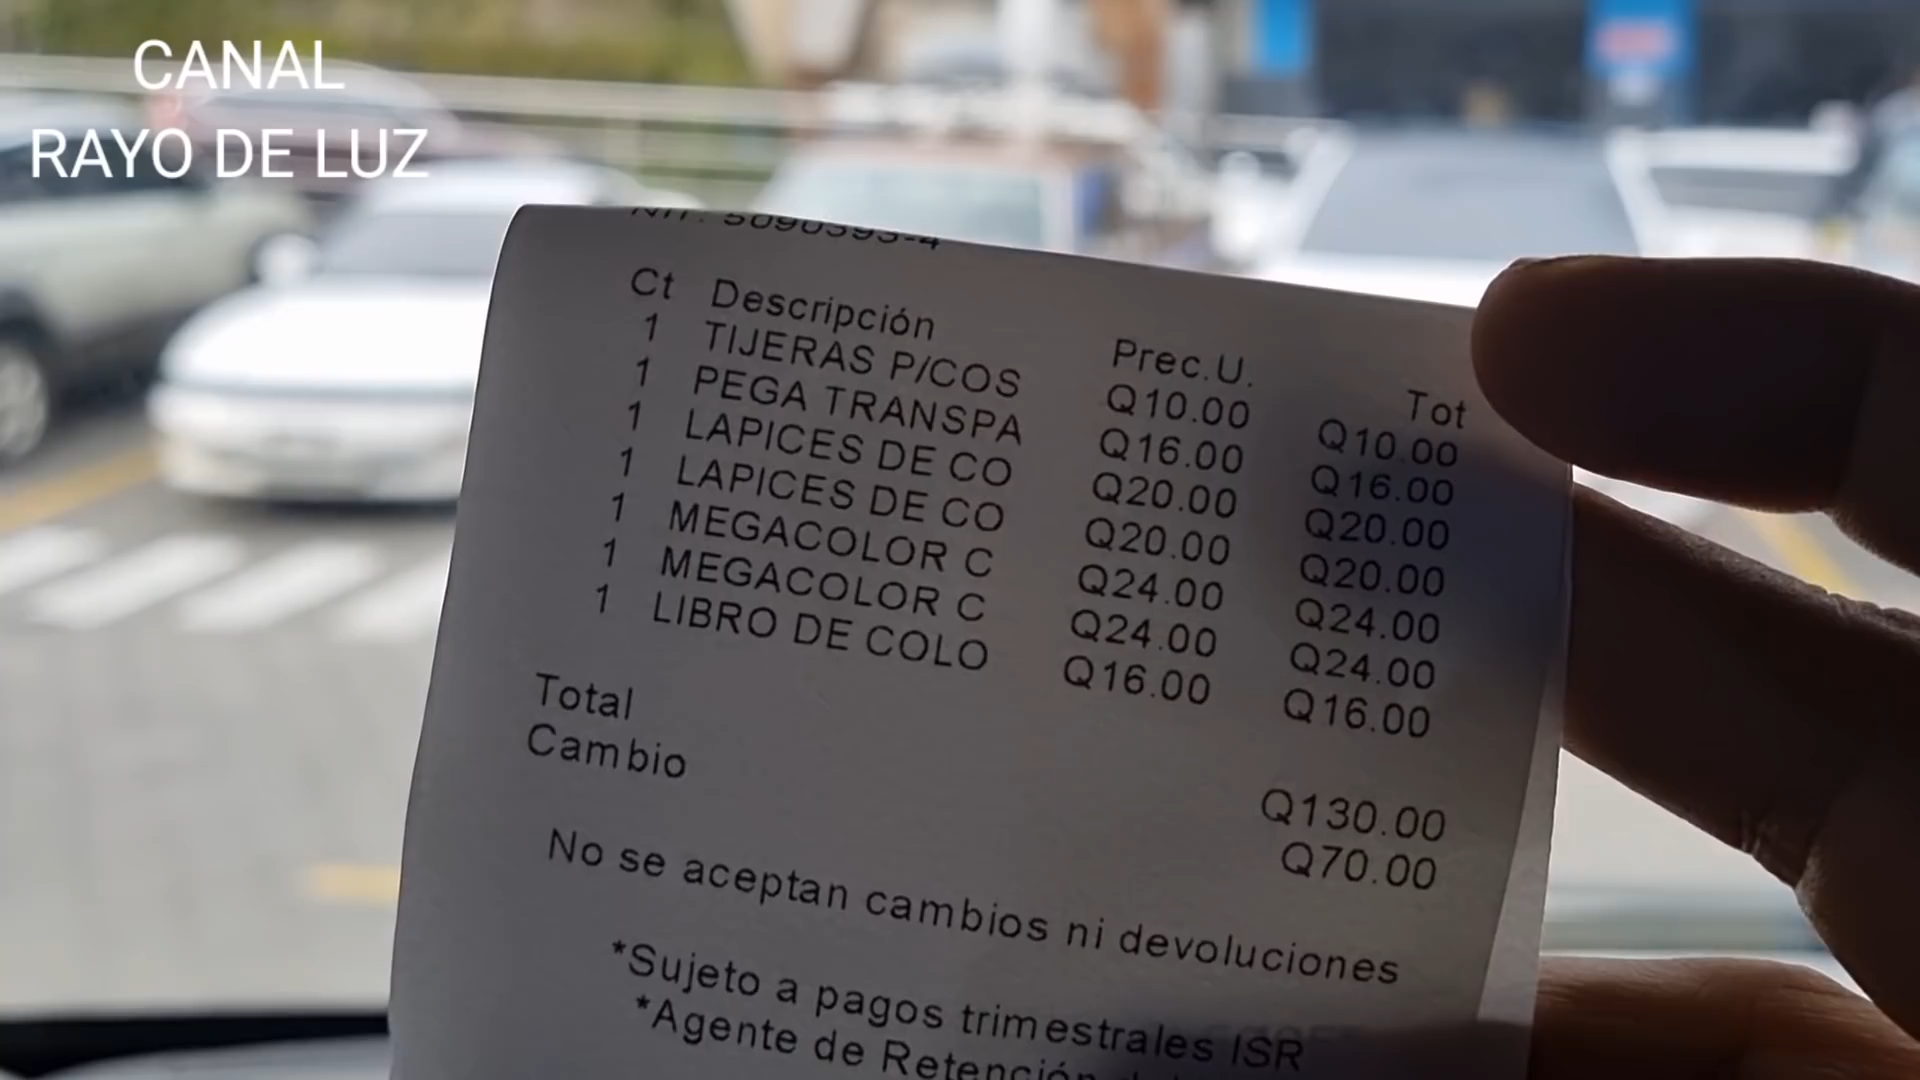 CANAL
RAYO DE LUZ
NIT: 5090393-4
Ct Descripción Prec.U. Tot
1 TIJERAS P/COS Q10.00 Q10.00
1 PEGA TRANSPA Q16.00 Q16.00
1 LAPICES DE CO Q20.00 Q20.00
1 LAPICES DE CO Q20.00 Q20.00
1 MEGACOLOR C Q24.00 Q24.00
1 MEGACOLOR C Q24.00 Q24.00
1 LIBRO DE COLO Q16.00 Q16.00
Total Q130.00
Cambio Q70.00
No se aceptan cambios ni devoluciones
*Sujeto a pagos trimestrales ISR
*Agente de Retención